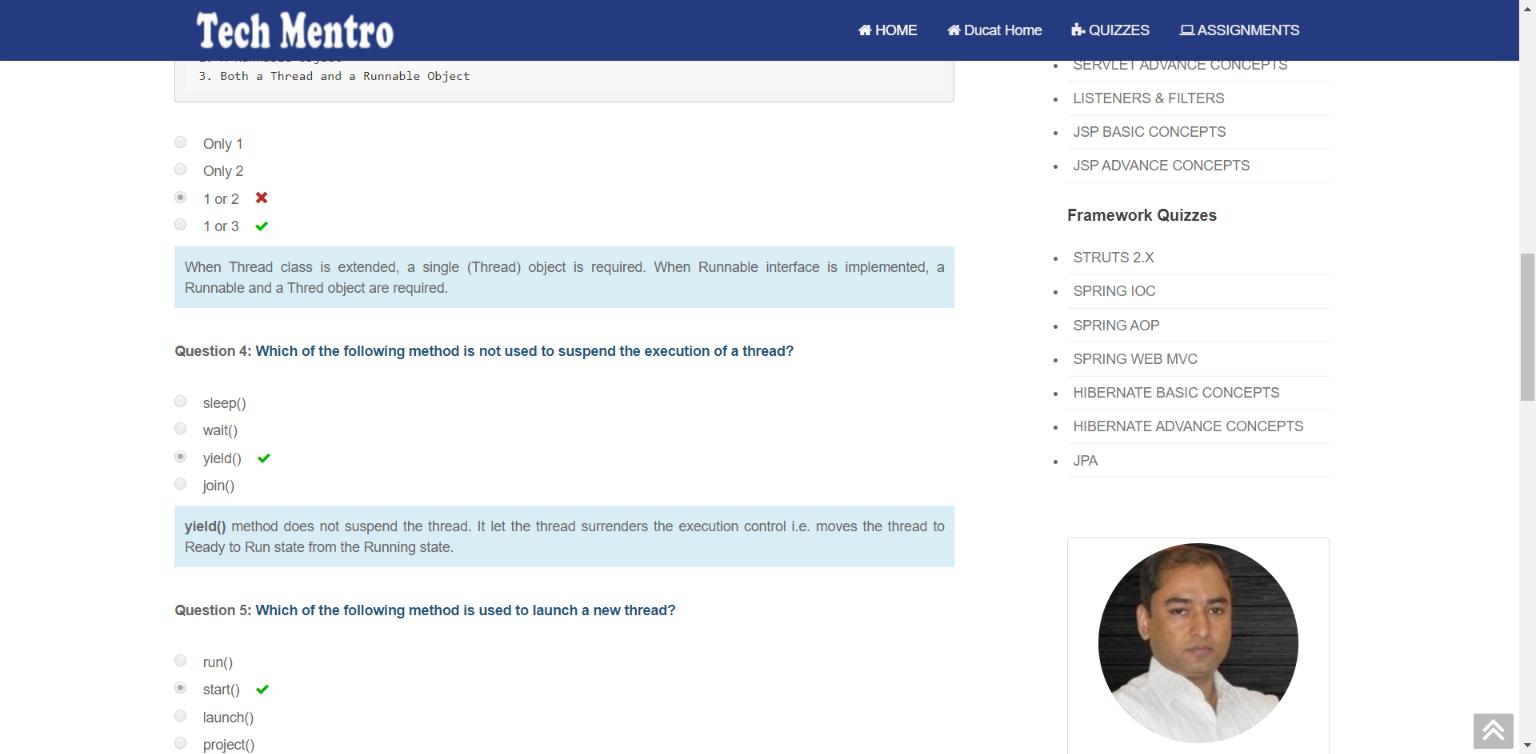 Tech Mentro
HOME
Ducat Home
QUIZZES
ASSIGNMENTS
3. Both a Thread and a Runnable Object
Only 1
Only 2
1 or 2
1 or 3
When Thread class is extended, a single (Thread) object is required. When Runnable interface is implemented, a
Runnable and a Thred object are required.
Question 4: Which of the following method is not used to suspend the execution of a thread?
sleep()
wait()
yield()
join()
yield() method does not suspend the thread. It let the thread surrenders the execution control i.e. moves the thread to
Ready to Run state from the Running state.
Question 5: Which of the following method is used to launch a new thread?
run()
start()
launch()
project()
SERVLET ADVANCE CONCEPTS
LISTENERS & FILTERS
JSP BASIC CONCEPTS
JSP ADVANCE CONCEPTS
Framework Quizzes
STRUTS 2.X
SPRING IOC
SPRING AOP
SPRING WEB MVC
HIBERNATE BASIC CONCEPTS
HIBERNATE ADVANCE CONCEPTS
JPA